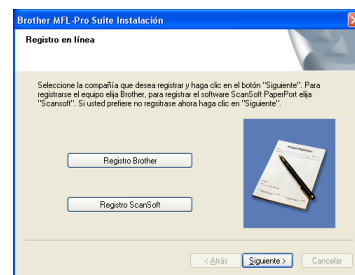 Brother MFL-Pro Suite Instalación
Registro en línea
Seleccione la compañía que desea registrar y haga clic en el botón "Siguiente". Para
registrarse el equipo elija Brother, para registrar el software ScanSoft PaperPort elija
"Scansoft". Si usted prefiere no regsitrase ahora haga clic en "Siguiente".
Registro Brother
Registro ScanSoft
< Atrás
Siguiente >
Cancelar